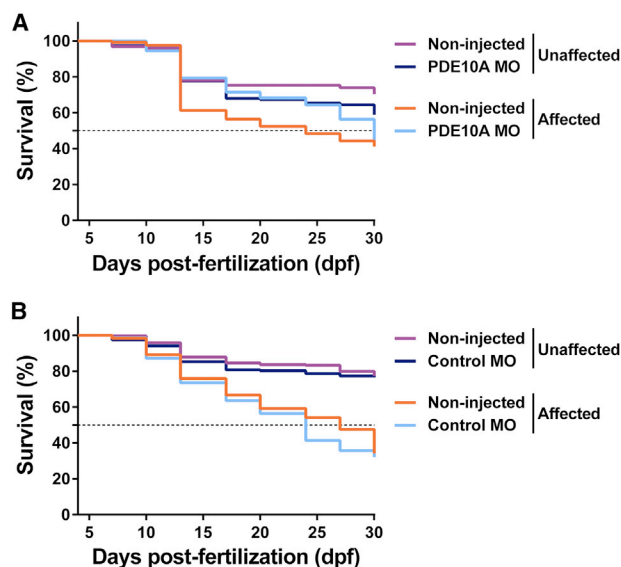 A
Survival (%)
100
80
60
40
20
0
5 10 15 20 25 30
Days post-fertilization (dpf)
Non-injected
PDE10A MO
Unaffected
Non-injected
PDE10A MO
Affected
B
Survival (%)
100
80
60
40
20
0
5 10 15 20 25 30
Days post-fertilization (dpf)
Non-injected
Control MO
Unaffected
Non-injected
Control MO
Affected